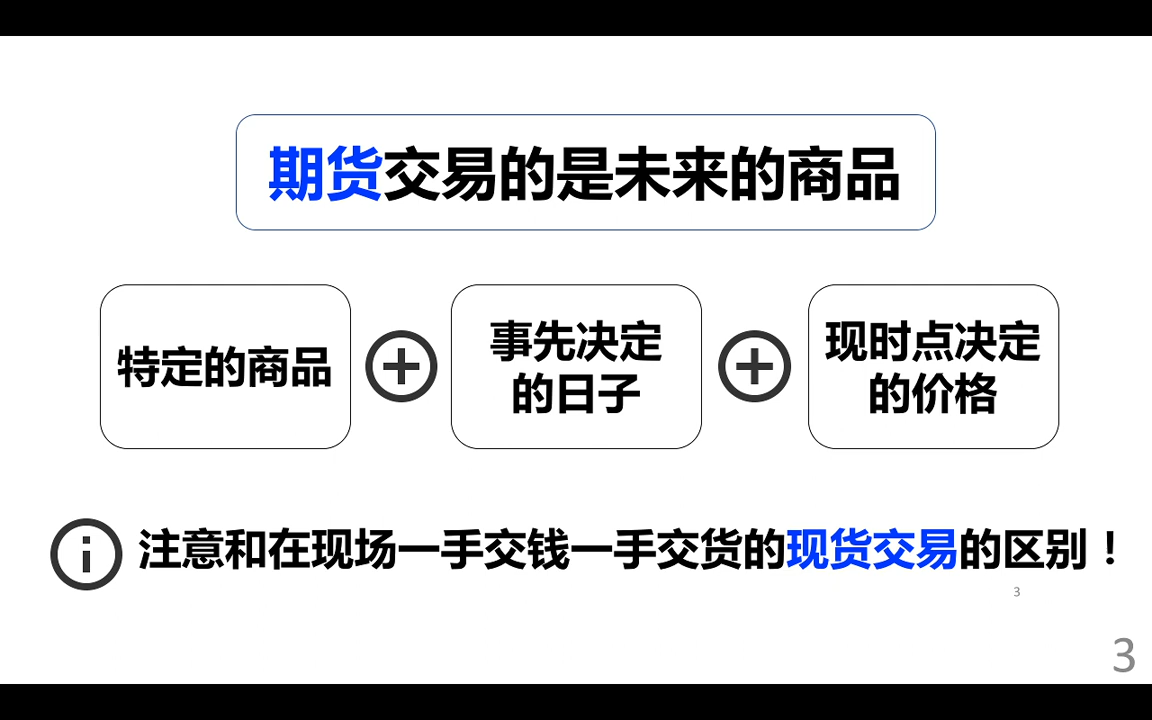 期货交易的是未来的商品
特定的商品
事先决定
的日子
现时点决定
的价格
注意和在现场一手交钱一手交货的现货交易的区别！
3
3